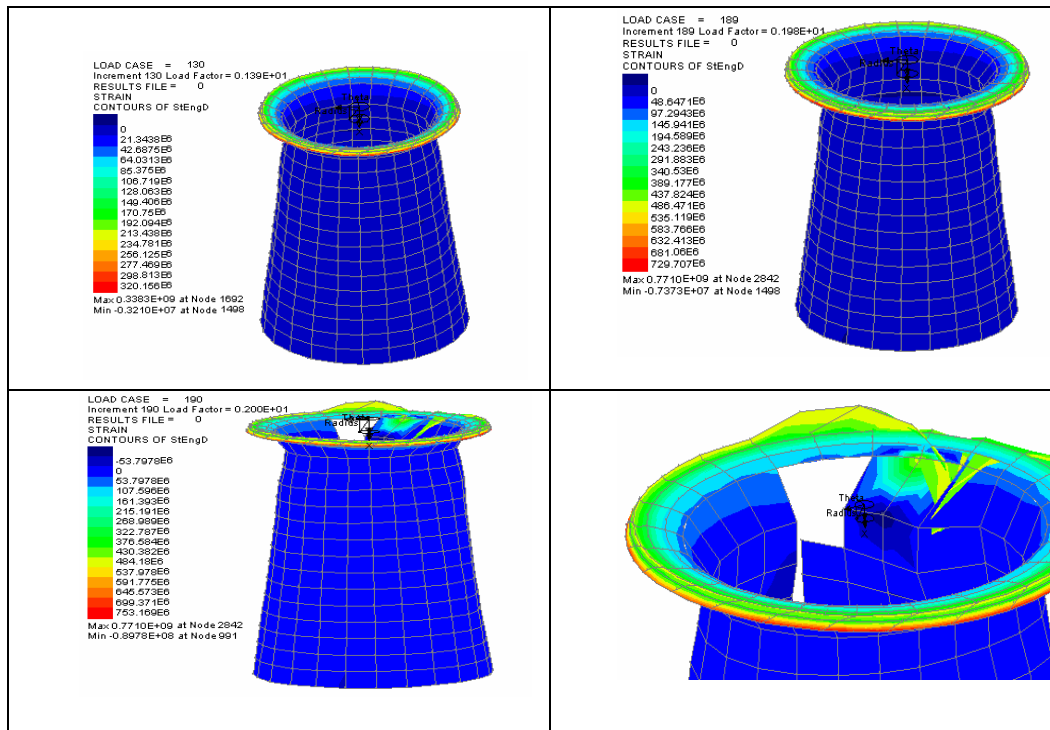 LOAD CASE = 130
Increment 130 Load Factor = 0.139E+01
RESULTS FILE = 0
STRAIN
CONTOURS OF StEngD
0
21.3438E6
42.6875E6
64.0313E6
85.375E6
106.719E6
128.063E6
149.406E6
170.75E6
192.094E6
213.438E6
234.781E6
256.125E6
277.469E6
298.813E6
320.156E6
Max 0.3383E+09 at Node 1692
Min -0.3210E+07 at Node 1498
LOAD CASE = 189
Increment 189 Load Factor = 0.198E+01
RESULTS FILE = 0
STRAIN
CONTOURS OF StEngD
0
48.6471E6
97.2943E6
145.941E6
194.589E6
243.236E6
291.883E6
340.53E6
389.177E6
437.824E6
486.471E6
535.119E6
583.766E6
632.413E6
681.06E6
729.707E6
Max 0.7710E+09 at Node 2842
Min -0.7373E+07 at Node 1498
LOAD CASE = 190
Increment 190 Load Factor = 0.200E+01
RESULTS FILE = 0
STRAIN
CONTOURS OF StEngD
-53.7978E6
0
53.7978E6
107.596E6
161.393E6
215.191E6
268.989E6
322.787E6
376.584E6
430.382E6
484.18E6
537.978E6
591.775E6
645.573E6
699.371E6
753.169E6
Max 0.7710E+09 at Node 2842
Min -0.8978E+08 at Node 991
Theta
Radius
Theta